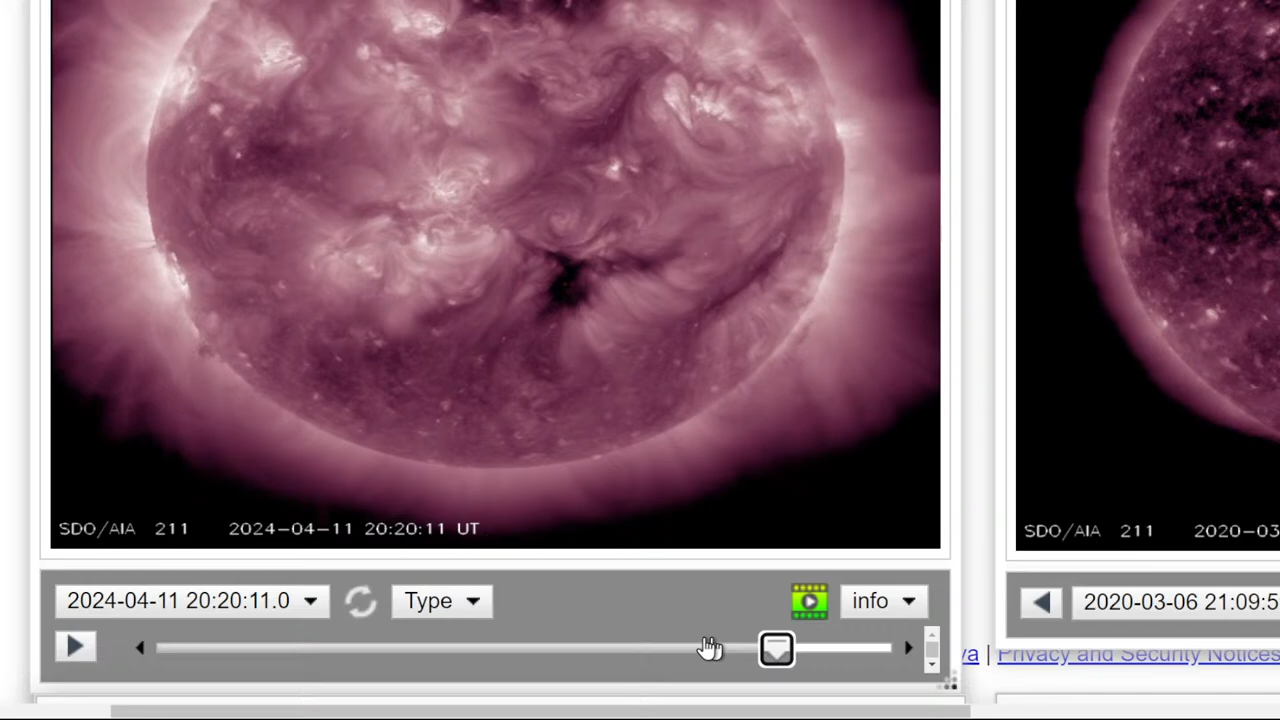 SDO/AIA 211 2024-04-11 20:20:11 UT
SDO/AIA 211 2020-03
2024-04-11 20:20:11.0
Type
info
2020-03-06 21:09:5
va | Privacy and Security Notices